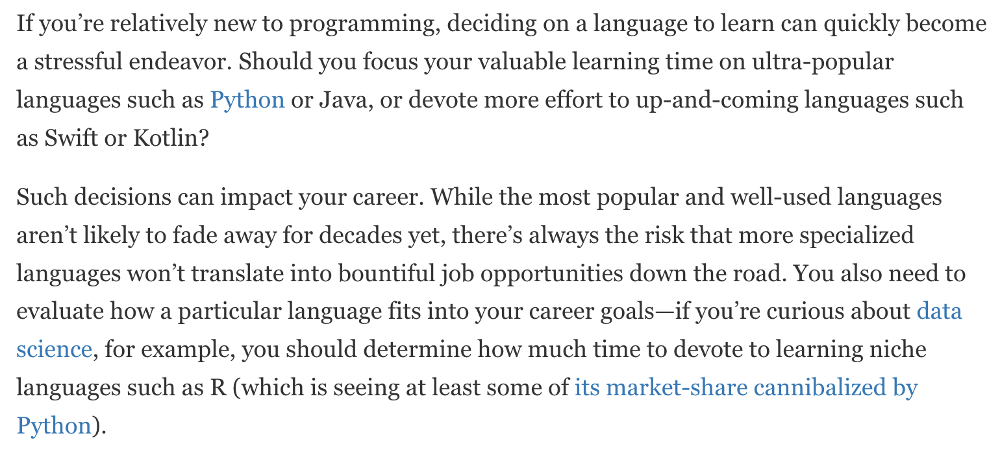 If you’re relatively new to programming, deciding on a language to learn can quickly become
a stressful endeavor. Should you focus your valuable learning time on ultra-popular
languages such as Python or Java, or devote more effort to up-and-coming languages such
as Swift or Kotlin?
Such decisions can impact your career. While the most popular and well-used languages
aren’t likely to fade away for decades yet, there’s always the risk that more specialized
languages won’t translate into bountiful job opportunities down the road. You also need to
evaluate how a particular language fits into your career goals—if you’re curious about data
science, for example, you should determine how much time to devote to learning niche
languages such as R (which is seeing at least some of its market-share cannibalized by
Python).